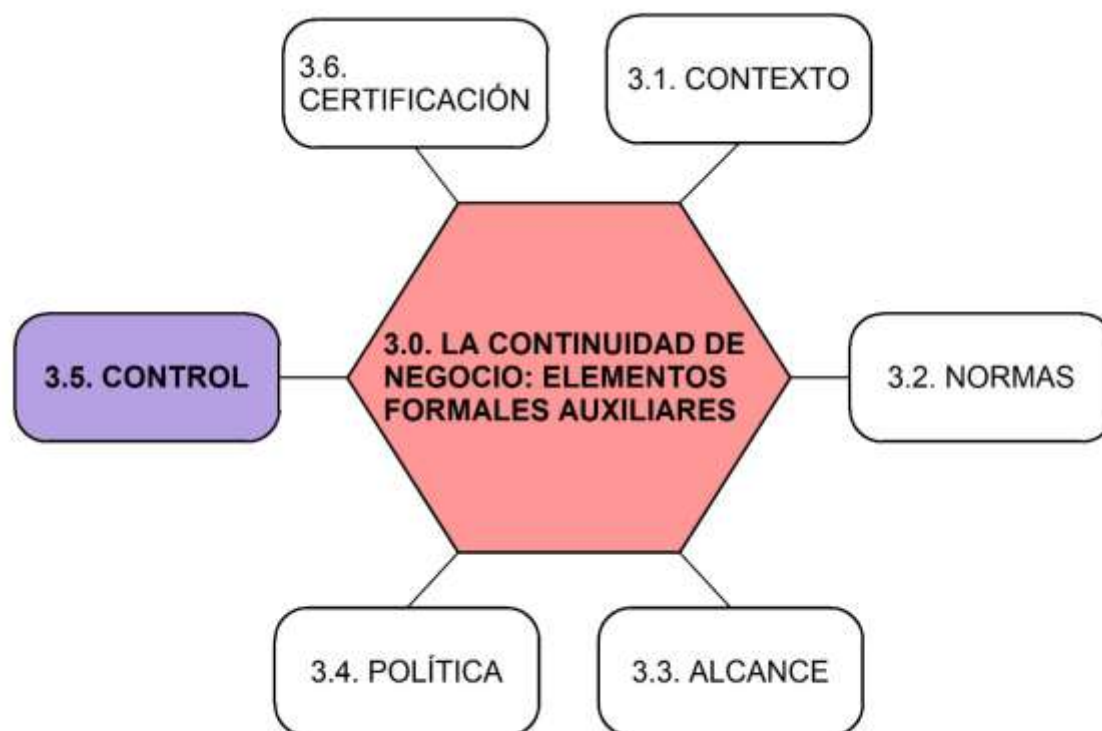 3.6.
CERTIFICACIÓN
3.1. CONTEXTO
3.5. CONTROL
3.0. LA CONTINUIDAD DE
NEGOCIO: ELEMENTOS
FORMALES AUXILIARES
3.2. NORMAS
3.4. POLÍTICA
3.3. ALCANCE